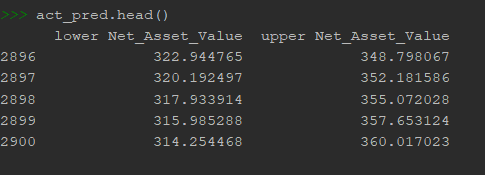 >>> act_pred.head()
lower Net_Asset_Value upper Net_Asset_Value
2896 322.944765 348.798067
2897 320.192497 352.181586
2898 317.933914 355.072028
2899 315.985288 357.653124
2900 314.254468 360.017023